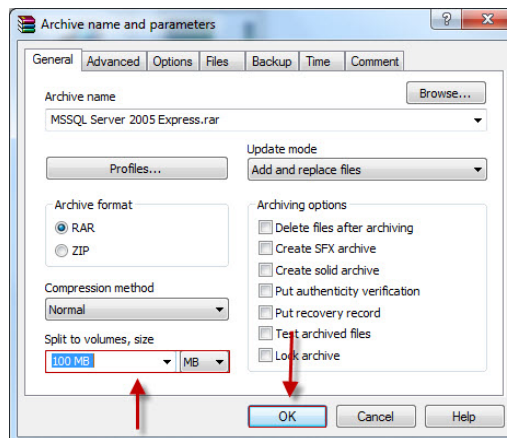 Archive name and parameters
General Advanced Options Files Backup Time Comment
Archive name
Browse...
MSSQL Server 2005 Express.rar
Update mode
Profiles...
Add and replace files
Archive format
RAR
ZIP
Compression method
Normal
Split to volumes, size
100 MB MB
Archiving options
Delete files after archiving
Create SFX archive
Create solid archive
Put authenticity verification
Put recovery record
Test archived files
Lock archive
OK Cancel Help